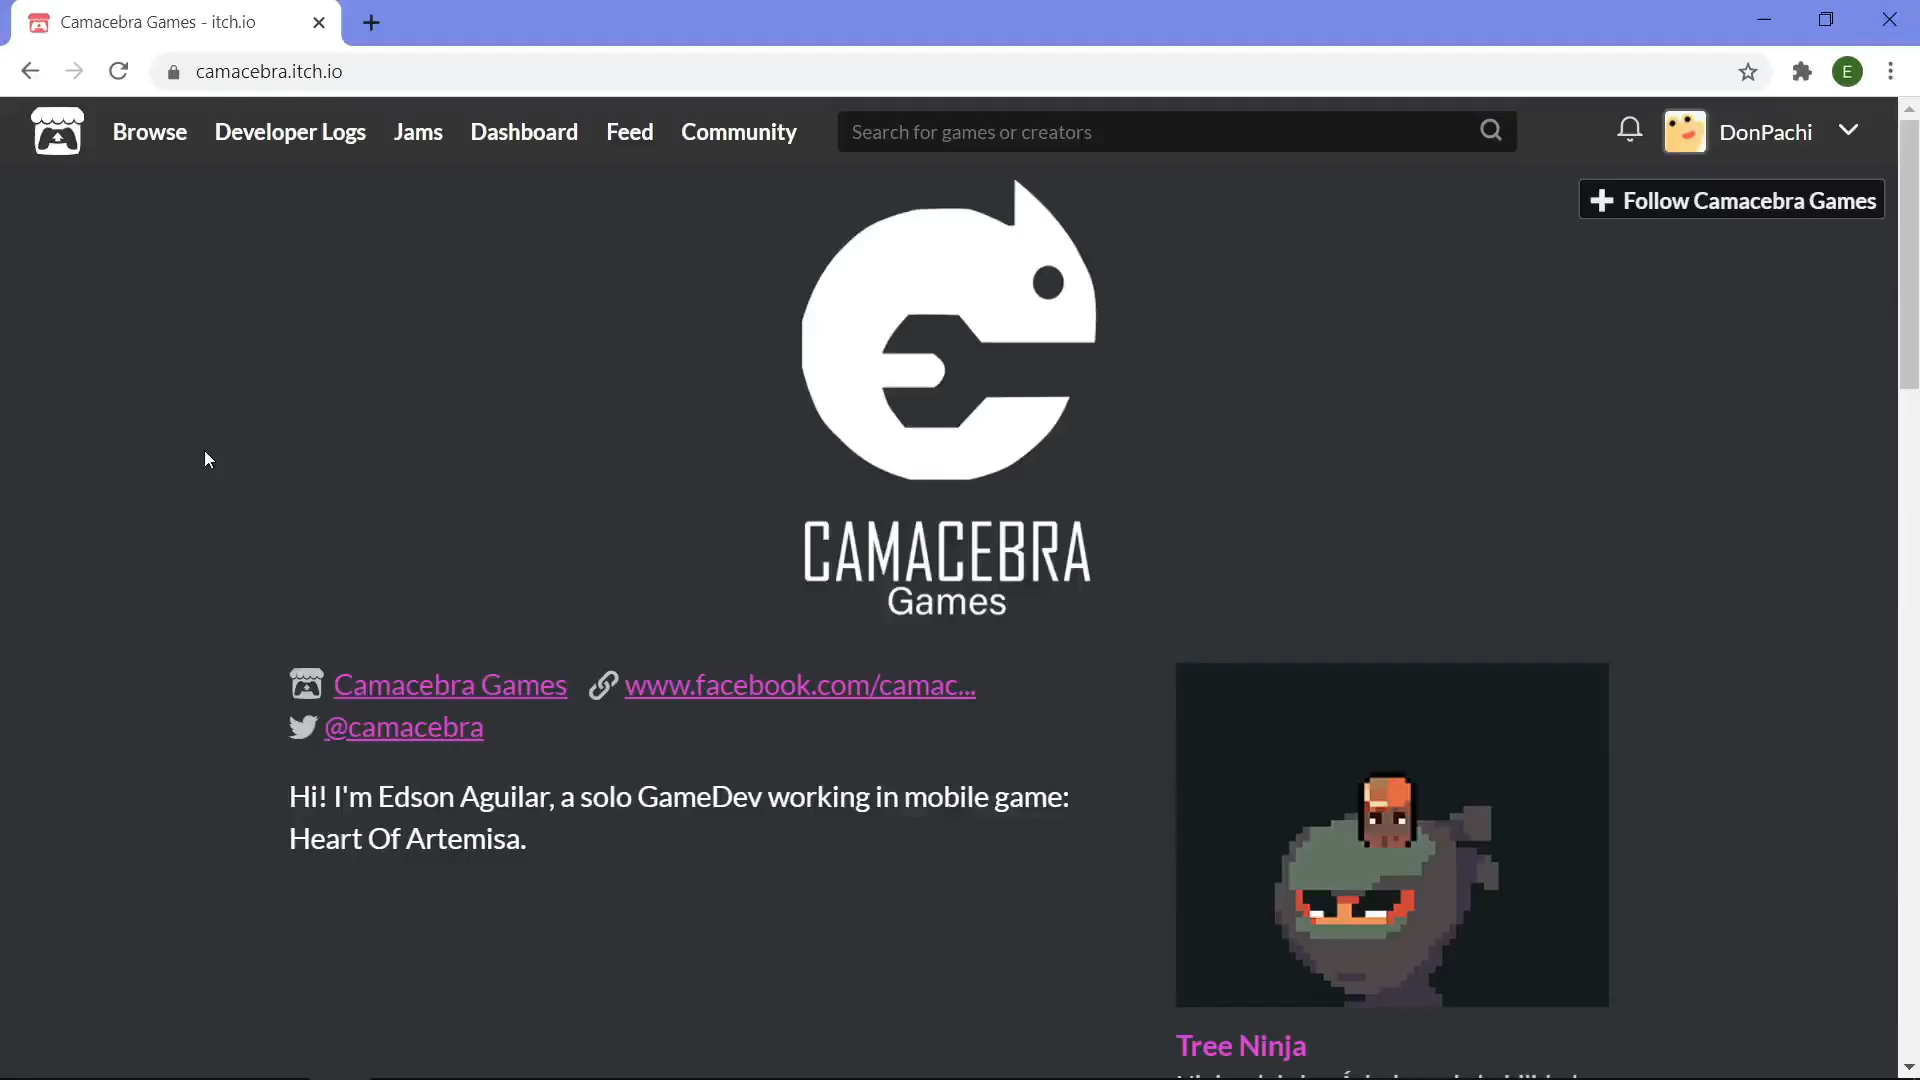 Camacebra Games - itch.io
camacebra.itch.io
E
Browse
Developer Logs
Jams
Dashboard
Feed
Community
Search for games or creators
DonPachi
Follow Camacebra Games
CAMACEBRA
Games
Camacebra Games
www.facebook.com/camac...
@camacebra
Hi! I'm Edson Aguilar, a solo GameDev working in mobile game:
Heart Of Artemisa.
Tree Ninja